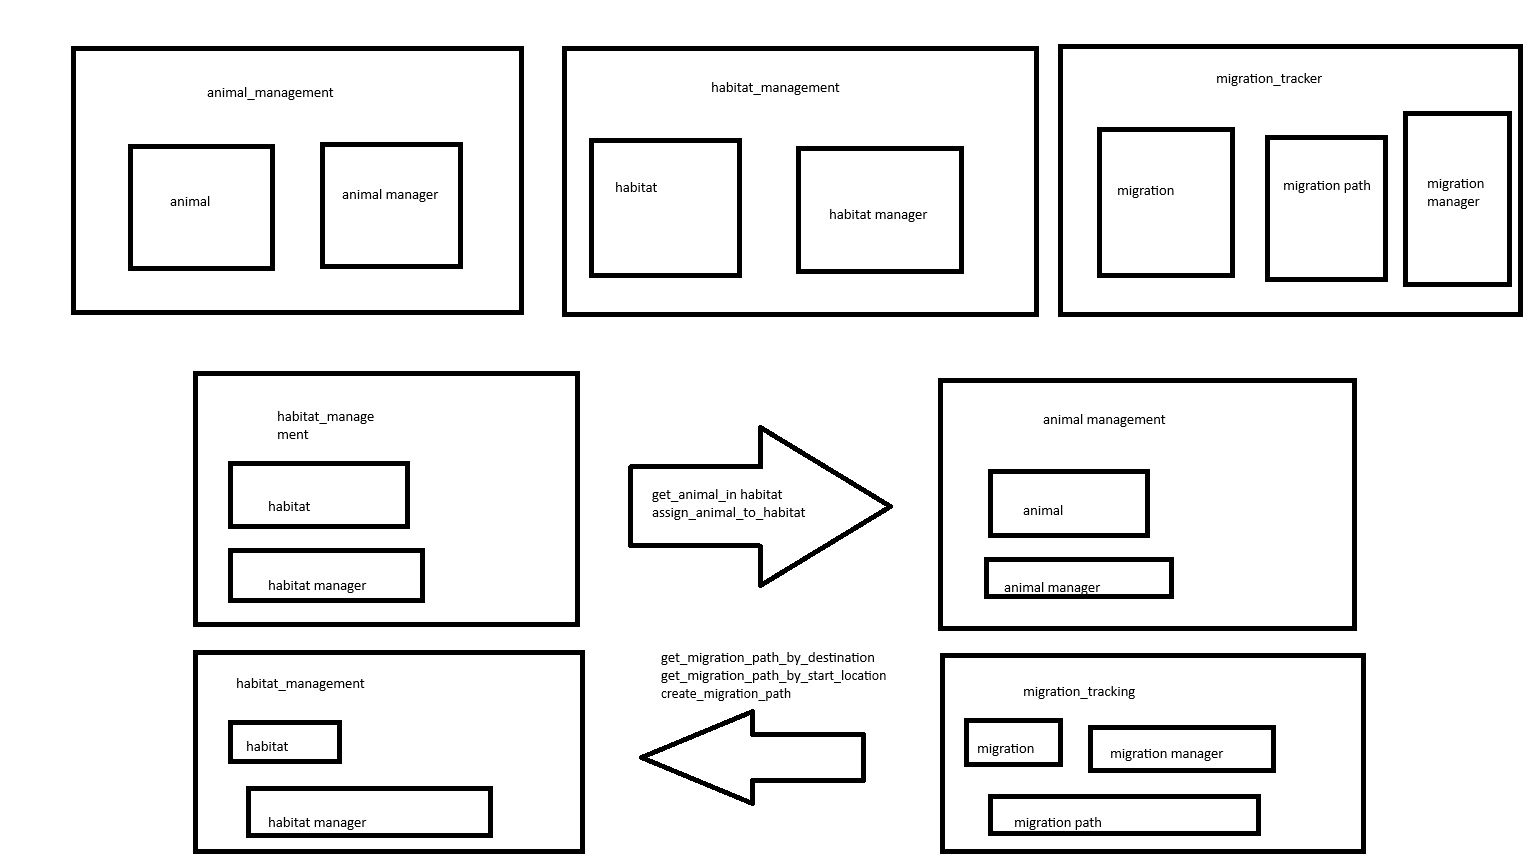 animal_management
animal
animal manager
habitat_management
habitat
habitat manager
migration_tracker
migration
migration path
migration
manager
habitat_manage
ment
habitat
habitat manager
get_animal_in habitat
assign_animal_to_habitat
animal management
animal
animal manager
habitat_management
habitat
habitat manager
get_migration_path_by_destination
get_migration_path_by_start_location
create_migration_path
migration_tracking
migration
migration manager
migration path